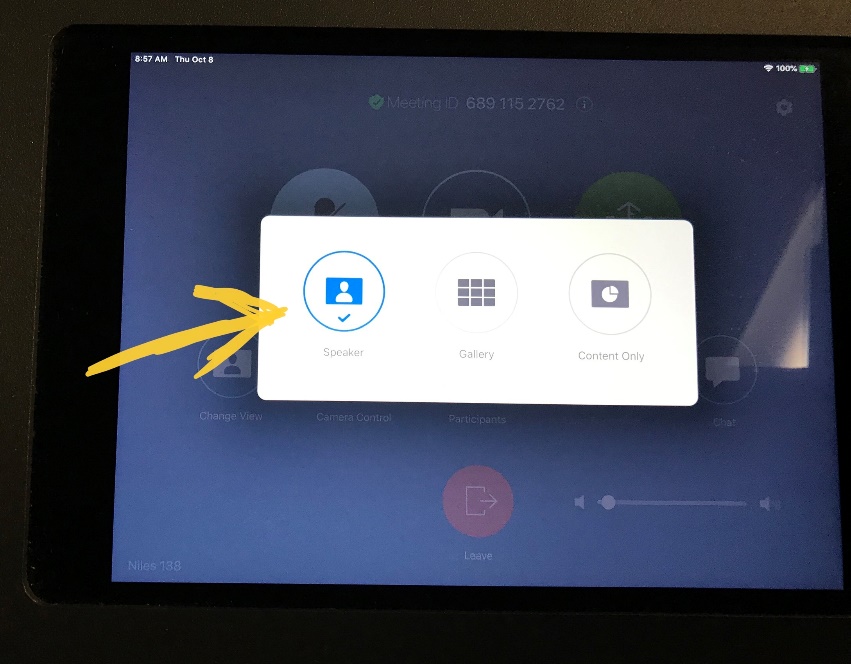 8:57 AM Thu Oct 8
100%
Meeting ID 689 115 2762
Speaker
Gallery
Content Only
Change View
Camera Control
Participants
Chat
Leave
Niles 138